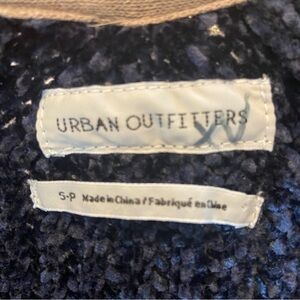 URBAN OUTFITTERS
S-P Made in China / Fabriqué en Chine